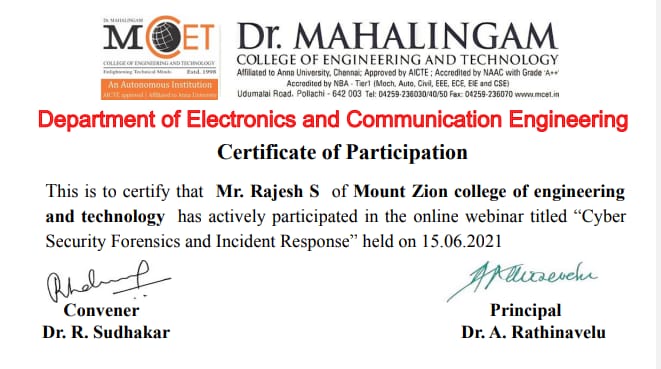 Dr. MAHALINGAM
MCET
COLLEGE OF ENGINEERING AND TECHNOLOGY
Enlightening Technical Minds Estd. 1998
An Autonomous Institution
AICTE approved | Affiliated to Anna University
Dr. MAHALINGAM
COLLEGE OF ENGINEERING AND TECHNOLOGY
Affiliated to Anna University, Chennai; Approved by AICTE ; Accredited by NAAC with Grade 'A++'
Accredited by NBA - Tier1 (Mech, Auto, Civil, EEE, ECE, EIE and CSE)
Udumalai Road, Pollachi - 642 003 Tel: 04259-236030/40/50 Fax: 04259-236070 www.mcet.in
Department of Electronics and Communication Engineering
Certificate of Participation
This is to certify that Mr. Rajesh S of Mount Zion college of engineering
and technology has actively participated in the online webinar titled “Cyber
Security Forensics and Incident Response” held on 15.06.2021
Convener
Dr. R. Sudhakar
Principal
Dr. A. Rathinavelu